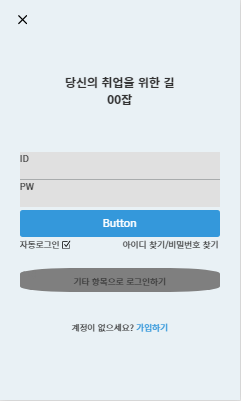 당신의 취업을 위한 길
00잡
ID
PW
Button
자동로그인
아이디 찾기/비밀번호 찾기
기타 항목으로 로그인하기
계정이 없으세요? 가입하기